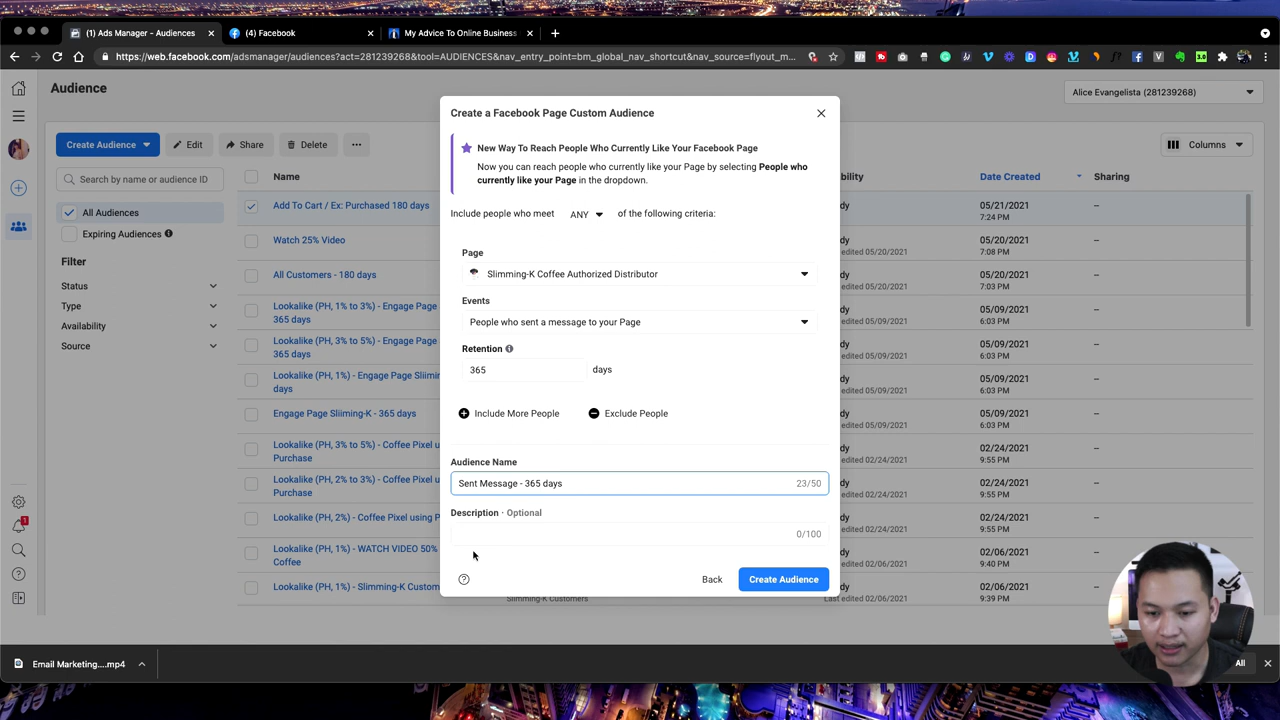 (1) Ads Manager - Audiences
(4) Facebook
My Advice To Online Business
https://web.facebook.com/adsmanager/audiences?act=281239268&tool=AUDIENCES&nav_entry_point=bm_global_nav_shortcut&nav_source=flyout_m...
Audience
Alice Evangelista (281239268)
Create Audience
Edit
Share
Delete
Columns
Search by name or audience ID
All Audiences
Expiring Audiences
Filter
Status
Type
Availability
Source
Name
Date Created
Sharing
Add To Cart / Ex: Purchased 180 days
05/21/2021
7:24 PM
--
Watch 25% Video
dy
edited 05/20/2021
05/20/2021
7:08 PM
--
All Customers - 180 days
dy
edited 05/20/2021
05/20/2021
6:03 PM
--
Lookalike (PH, 1% to 3%) - Engage Page
365 days
dy
edited 05/09/2021
05/09/2021
6:03 PM
--
Lookalike (PH, 3% to 5%) - Engage Page
365 days
dy
edited 05/09/2021
05/09/2021
6:03 PM
--
Lookalike (PH, 1%) - Engage Page Sliim
days
dy
edited 05/09/2021
05/09/2021
6:03 PM
--
Engage Page Sliiming-K - 365 days
dy
edited 05/09/2021
05/09/2021
6:03 PM
--
Lookalike (PH, 3% to 5%) - Coffee Pixel u
Purchase
dy
edited 02/24/2021
02/24/2021
9:55 PM
--
Lookalike (PH, 2% to 3%) - Coffee Pixel u
Purchase
dy
edited 02/24/2021
02/24/2021
9:55 PM
--
Lookalike (PH, 2%) - Coffee Pixel using P
dy
edited 02/24/2021
02/24/2021
9:55 PM
--
Lookalike (PH, 1%) - WATCH VIDEO 50%
Coffee
dy
edited 02/06/2021
02/06/2021
9:40 PM
--
Lookalike (PH, 1%) - Slimming-K Custom
Slimming-K Customers
dy
Last edited 02/06/2021
02/06/2021
9:39 PM
--
Create a Facebook Page Custom Audience
New Way To Reach People Who Currently Like Your Facebook Page
Now you can reach people who currently like your Page by selecting People who
currently like your Page in the dropdown.
Include people who meet ANY of the following criteria:
Page
Slimming-K Coffee Authorized Distributor
Events
People who sent a message to your Page
Retention
365 days
Include More People
Exclude People
Audience Name
Sent Message - 365 days
23/50
Description · Optional
0/100
Back
Create Audience
1
Email Marketing....mp4
All